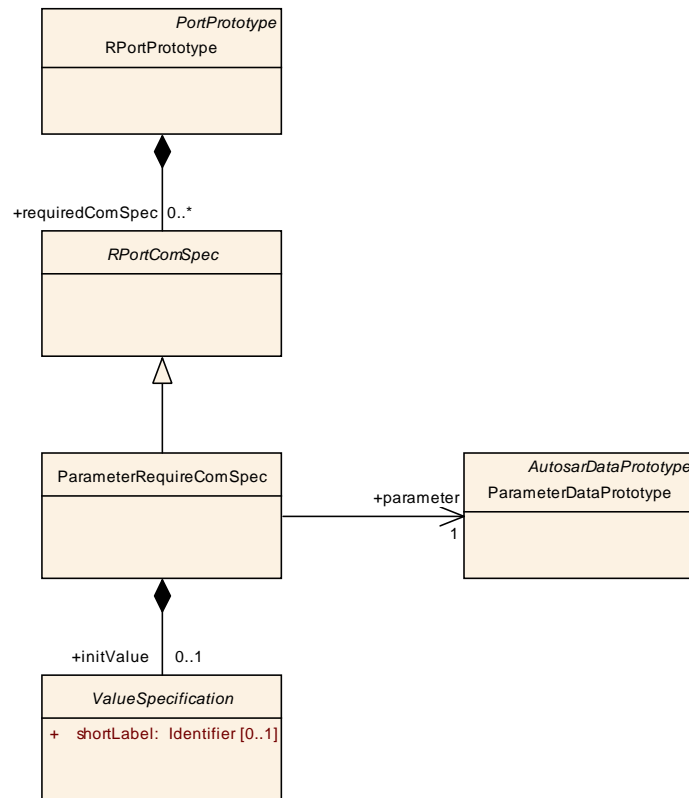 PortPrototype
RPortPrototype
+requiredComSpec 0..*
RPortComSpec
ParameterRequireComSpec
AutosarDataPrototype
ParameterDataPrototype
+parameter
1
+initValue 0..1
ValueSpecification
+ shortLabel: Identifier [0..1]